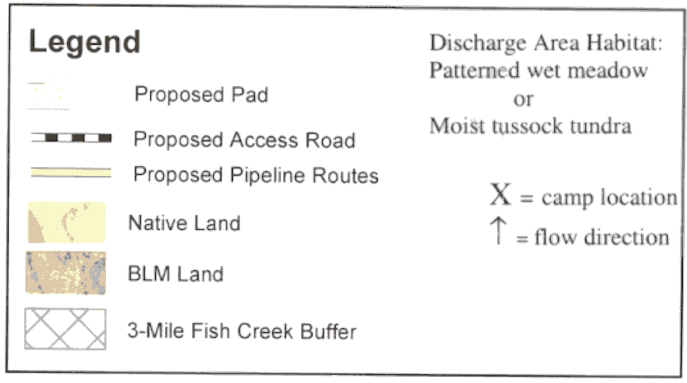 Legend
Proposed Pad
Proposed Access Road
Proposed Pipeline Routes
Native Land
BLM Land
3-Mile Fish Creek Buffer
Discharge Area Habitat:
Patterned wet meadow
or
Moist tussock tundra
X = camp location
↑ = flow direction